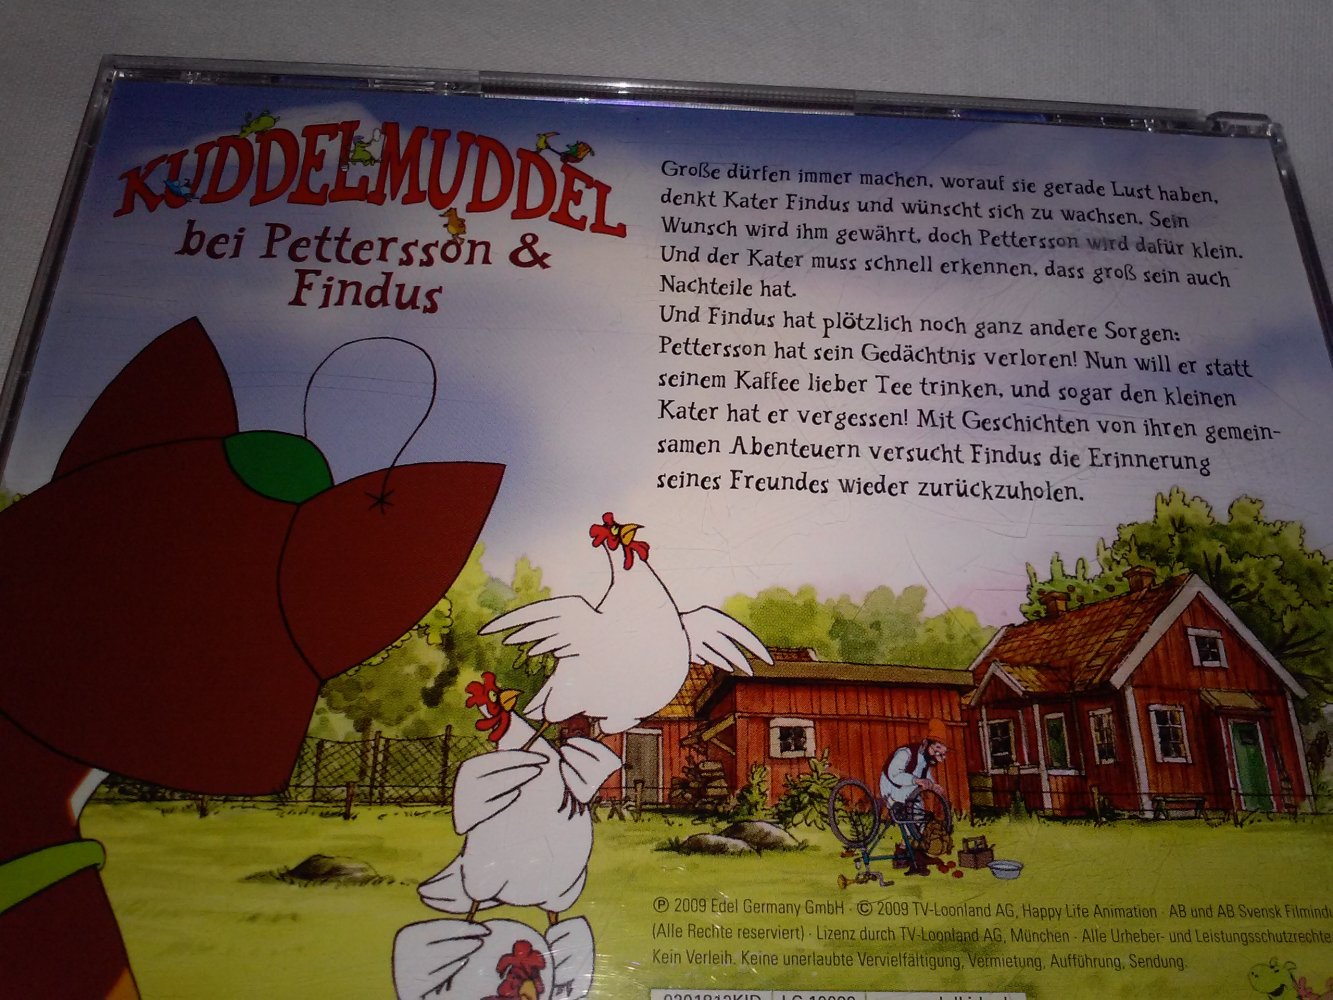 KUDDELMUDDEL
bei Pettersson &
Findus
Große dürfen immer machen, worauf sie gerade Lust haben,
denkt Kater Findus und wünscht sich zu wachsen. Sein
Wunsch wird ihm gewährt, doch Pettersson wird dafür klein.
Und der Kater muss schnell erkennen, dass groß sein auch
Nachteile hat.
Und Findus hat plötzlich noch ganz andere Sorgen:
Pettersson hat sein Gedächtnis verloren! Nun will er statt
seinem Kaffee lieber Tee trinken, und sogar den kleinen
Kater hat er vergessen! Mit Geschichten von ihren gemein-
samen Abenteuern versucht Findus die Erinnerung
seines Freundes wieder zurückzuholen.
℗ 2009 Edel Germany GmbH · © 2009 TV-Loonland AG, Happy Life Animation · AB und AB Svensk Filmindu
(Alle Rechte reserviert) · Lizenz durch TV-Loonland AG, München · Alle Urheber- und Leistungsschutzrechte
Kein Verleih. Keine unerlaubte Vervielfältigung, Vermietung, Aufführung, Sendung.